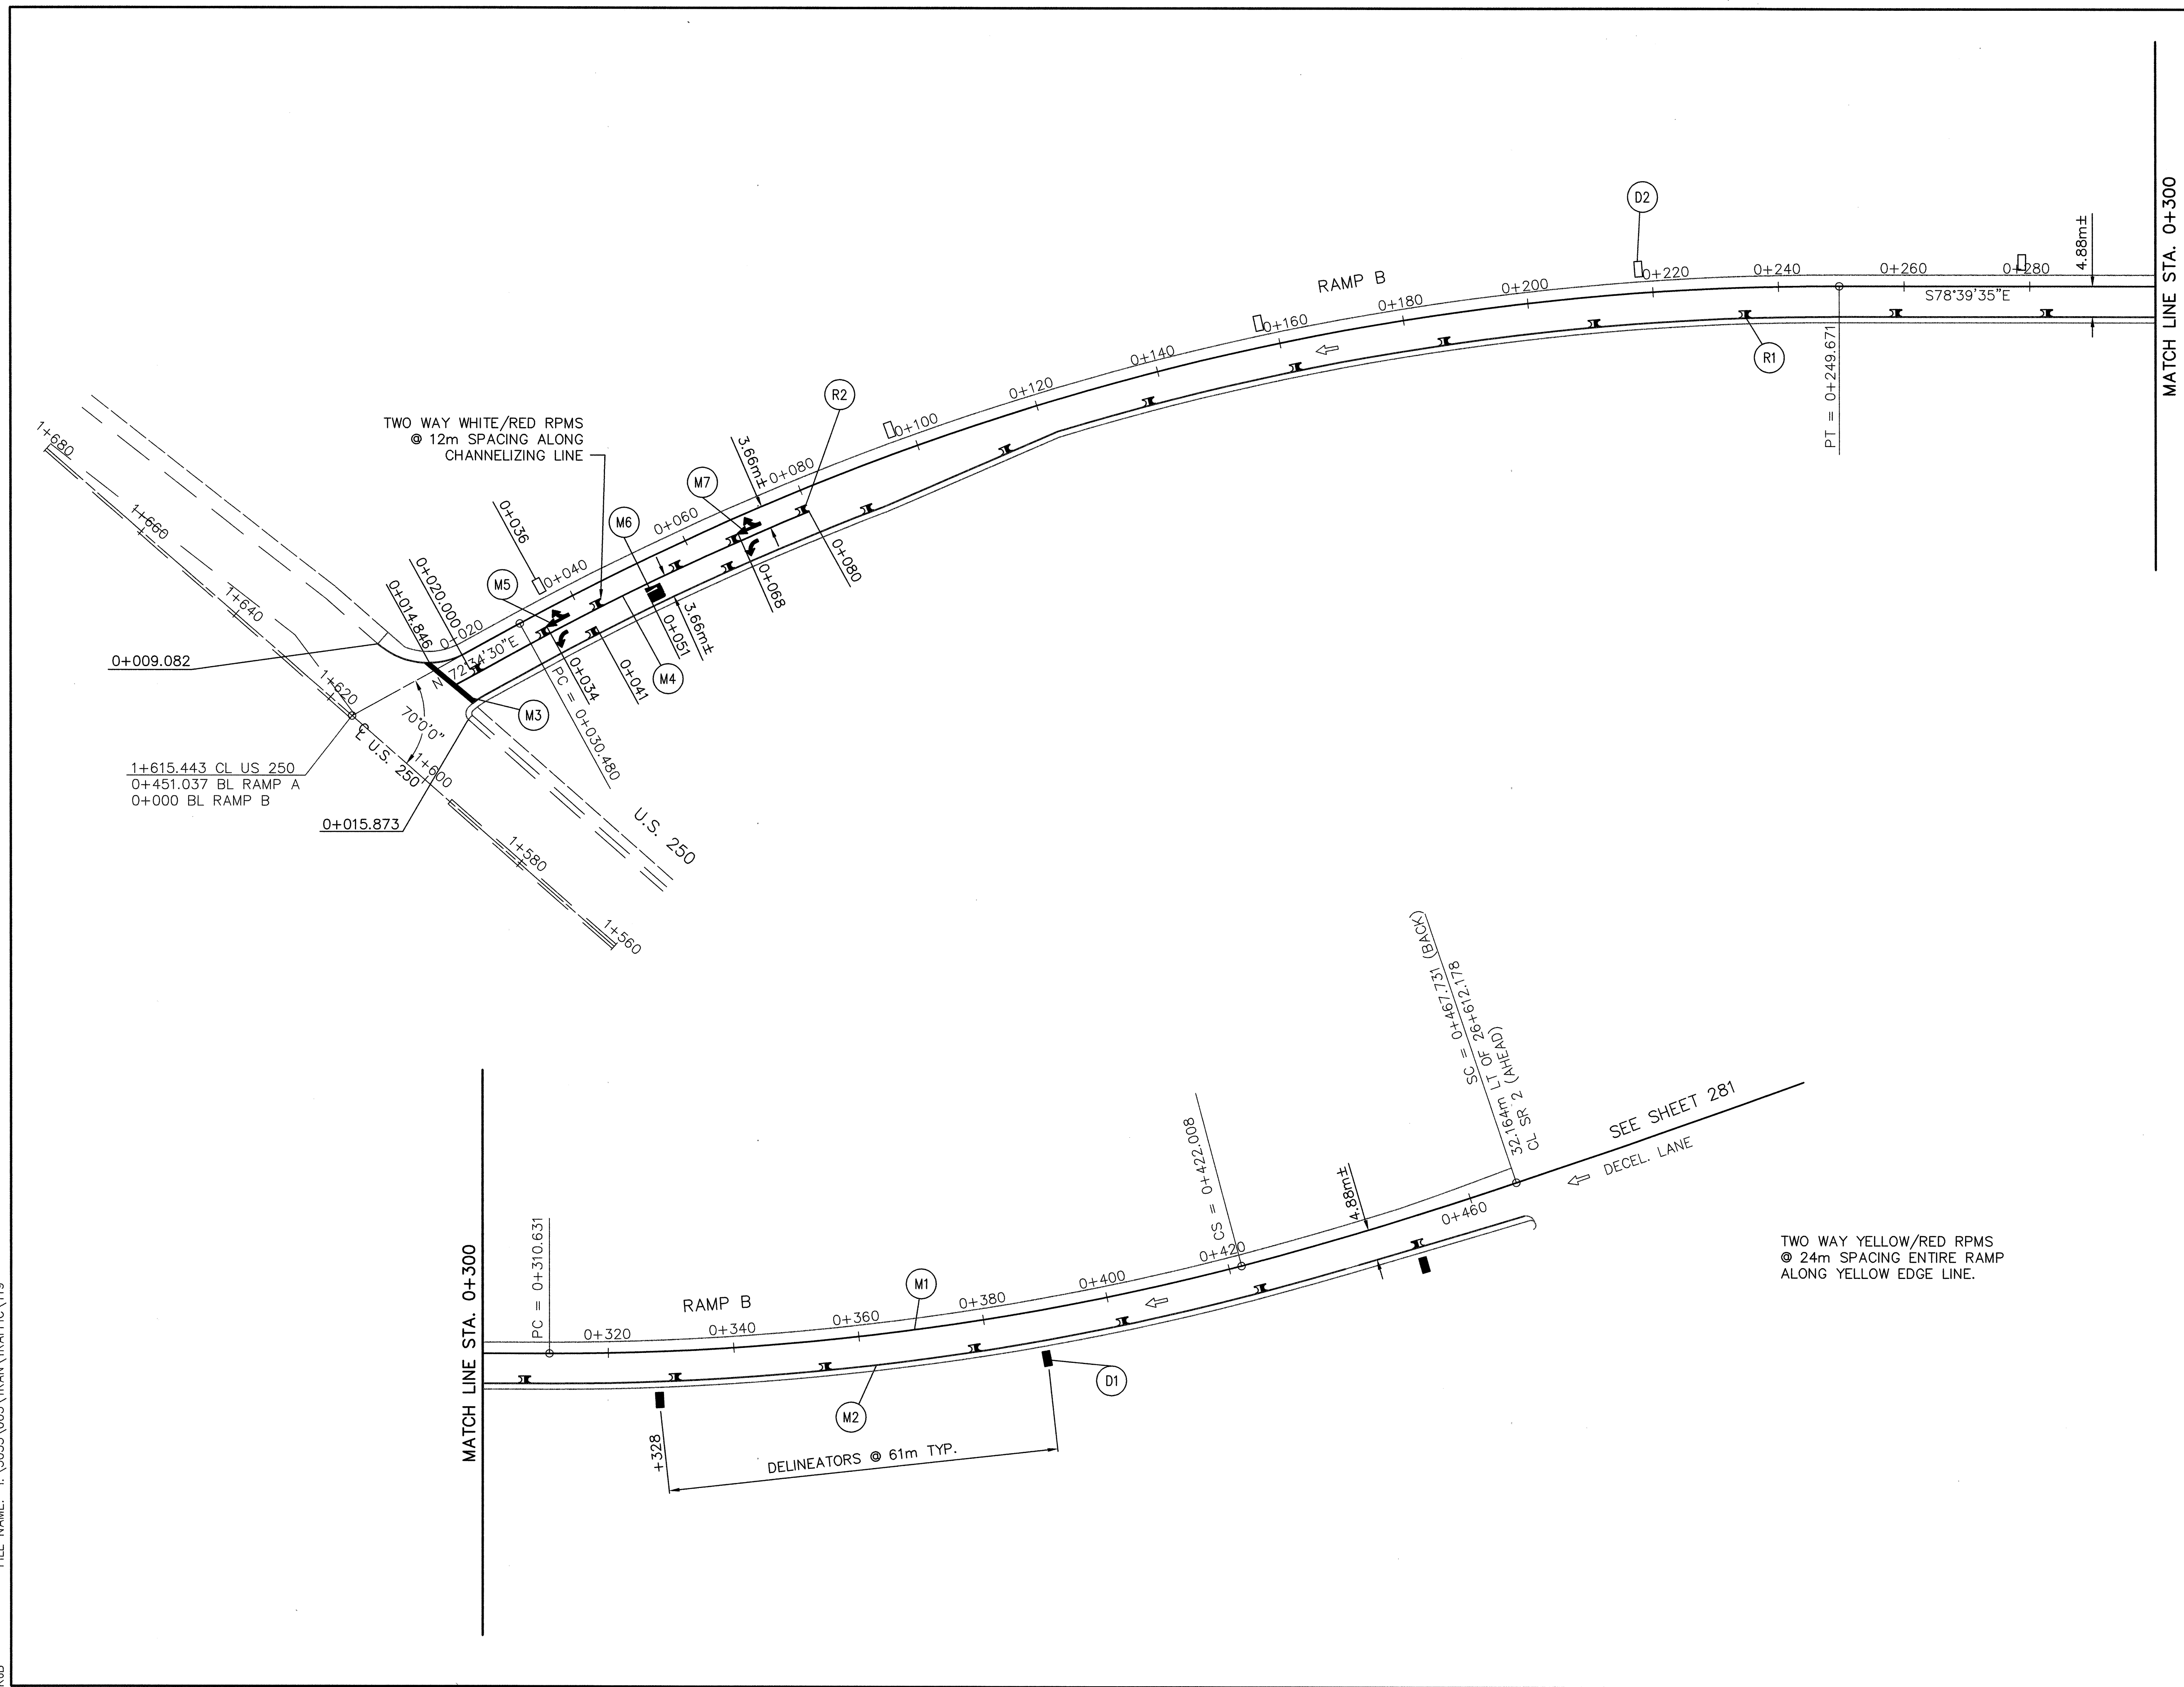 MATCH LINE STA. 0+300
4.88m±
D2
0+280
0+260
0+240
0+220
0+200
S78°39'35"E
RAMP B
0+180
0+160
0+140
0+120
0+100
0+080
0+060
0+040
0+020
R1
PT = 0+249.671
R2
TWO WAY WHITE/RED RPMS
@ 12m SPACING ALONG
CHANNELIZING LINE
3.66m±
M7
M6
M5
0+036
0+020.000
0+014.846
0+080
0+068
3.66m±
0+051
M4
0+041
0+034
PC = 0+030.480
N 72°34'30"E
M3
0+009.082
1+680
1+660
1+640
1+620
1+600
1+580
1+560
70°0'0"
CL U.S. 250
U.S. 250
1+615.443 CL US 250
0+451.037 BL RAMP A
0+000 BL RAMP B
0+015.873
MATCH LINE STA. 0+300
PC = 0+310.631
0+320
RAMP B
0+340
0+360
M1
0+380
0+400
0+420
CS = 0+422.008
4.88m±
0+460
SC = 0+467.731 (BACK)
32.164m LT OF 26+612.178
CL SR 2 (AHEAD)
SEE SHEET 281
DECEL. LANE
TWO WAY YELLOW/RED RPMS
@ 24m SPACING ENTIRE RAMP
ALONG YELLOW EDGE LINE.
D1
M2
+328
DELINEATORS @ 61m TYP.